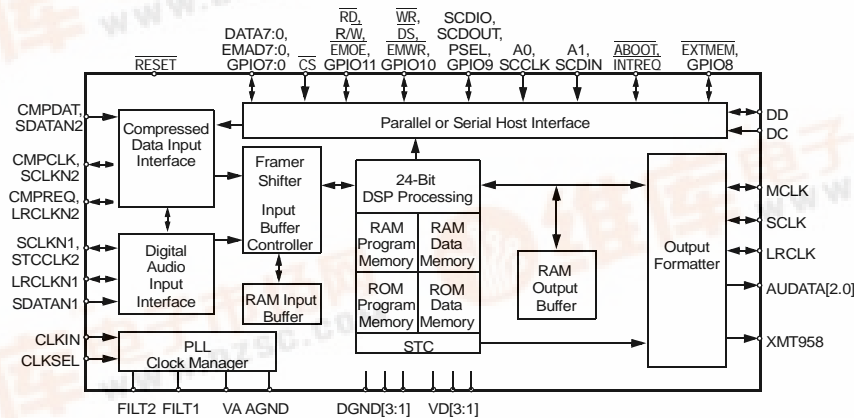 DATA7:0,
EMAD7:0,
GPIO7:0
RESET
CS
RD,
R/W,
EMOE,
GPIO11
WR,
DS,
EMWR,
GPIO10
SCDIO,
SCDOUT,
PSEL,
GPIO9
A0,
SCCLK
A1,
SCDIN
ABOOT,
INTREQ
EXTMEM,
GPIO8
CMPDAT,
SDATAN2
CMPCLK,
SCLKN2
CMPREQ,
LRCLKN2
SCLKN1,
STCCLK2
LRCLKN1
SDATAN1
CLKIN
CLKSEL
Compressed
Data Input
Interface
Digital
Audio
Input
Interface
Framer
Shifter
Input
Buffer
Controller
RAM Input
Buffer
PLL
Clock Manager
Parallel or Serial Host Interface
24-Bit
DSP Processing
RAM
Program
Memory
RAM
Data
Memory
ROM
Program
Memory
ROM
Data
Memory
STC
RAM
Output
Buffer
Output
Formatter
DD
DC
MCLK
SCLK
LRCLK
AUDATA[2.0]
XMT958
FILT2 FILT1
VA AGND
DGND[3:1]
VD[3:1]